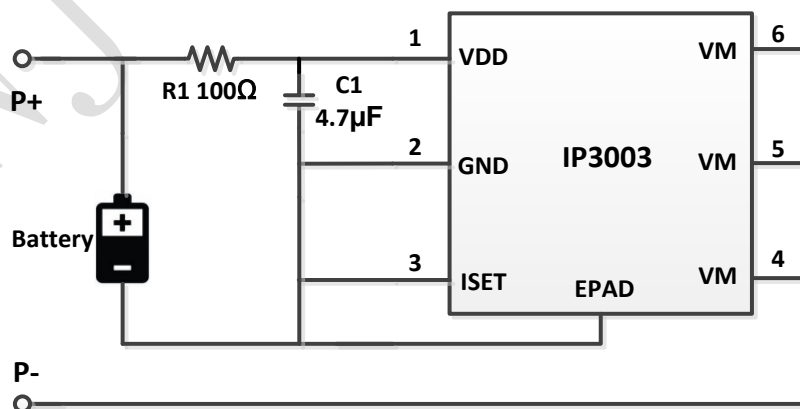 P+
R1 100Ω
C1
4.7μF
Battery
1
2
3
VDD
GND
ISET
IP3003
EPAD
VM
VM
VM
6
5
4
P-